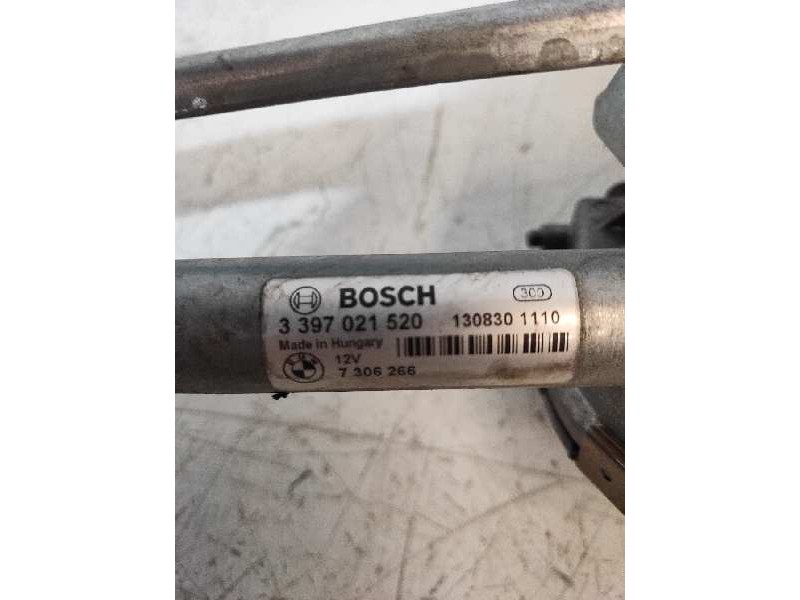 BOSCH 300
3 397 021 520 130830 1110
Made in Hungary
12V
7 306 266